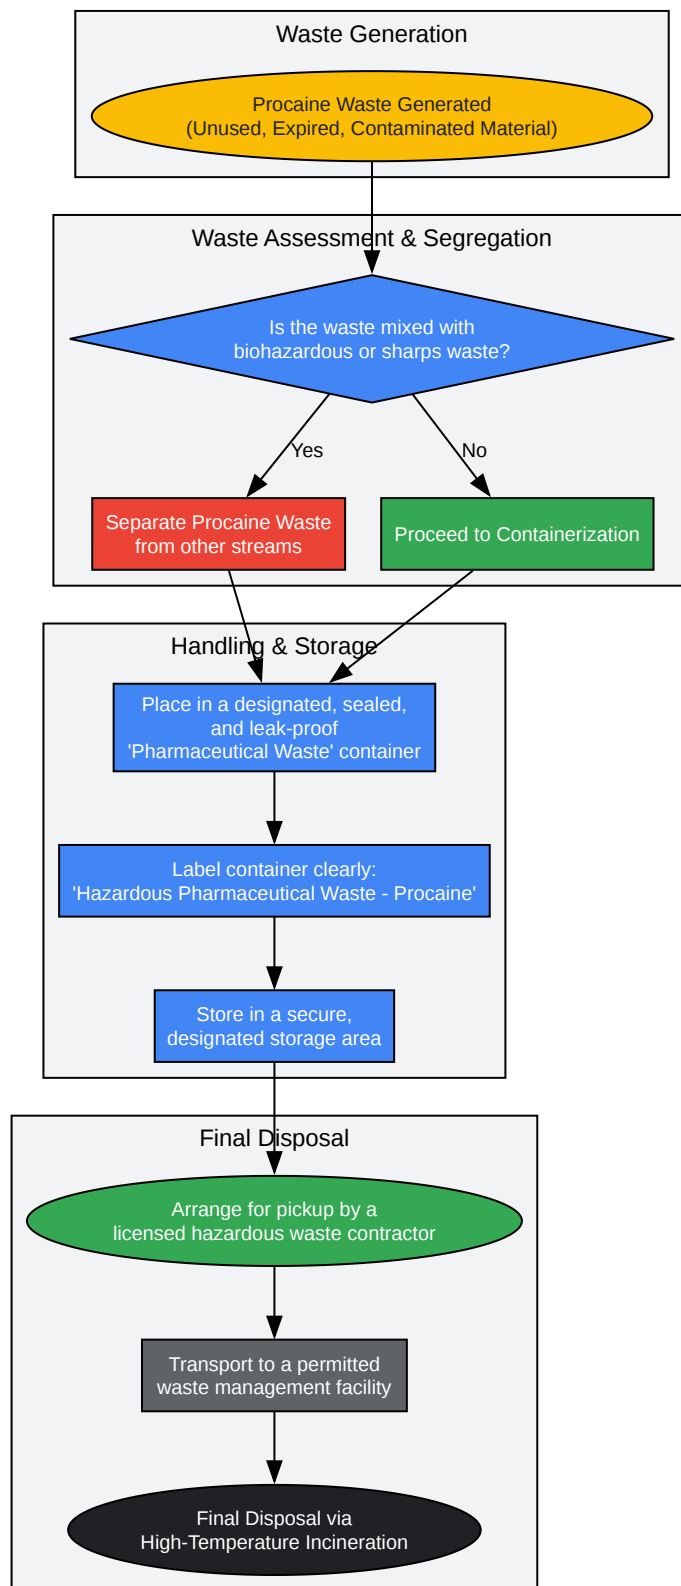 Waste Generation
Procaine Waste Generated
(Unused, Expired, Contaminated Material)
Waste Assessment & Segregation
Is the waste mixed with
biohazardous or sharps waste?
Yes
No
Separate Procaine Waste
from other streams
Proceed to Containerization
Handling & Storage
Place in a designated, sealed,
and leak-proof
'Pharmaceutical Waste' container
Label container clearly:
'Hazardous Pharmaceutical Waste - Procaine'
Store in a secure,
designated storage area
Final Disposal
Arrange for pickup by a
licensed hazardous waste contractor
Transport to a permitted
waste management facility
Final Disposal via
High-Temperature Incineration